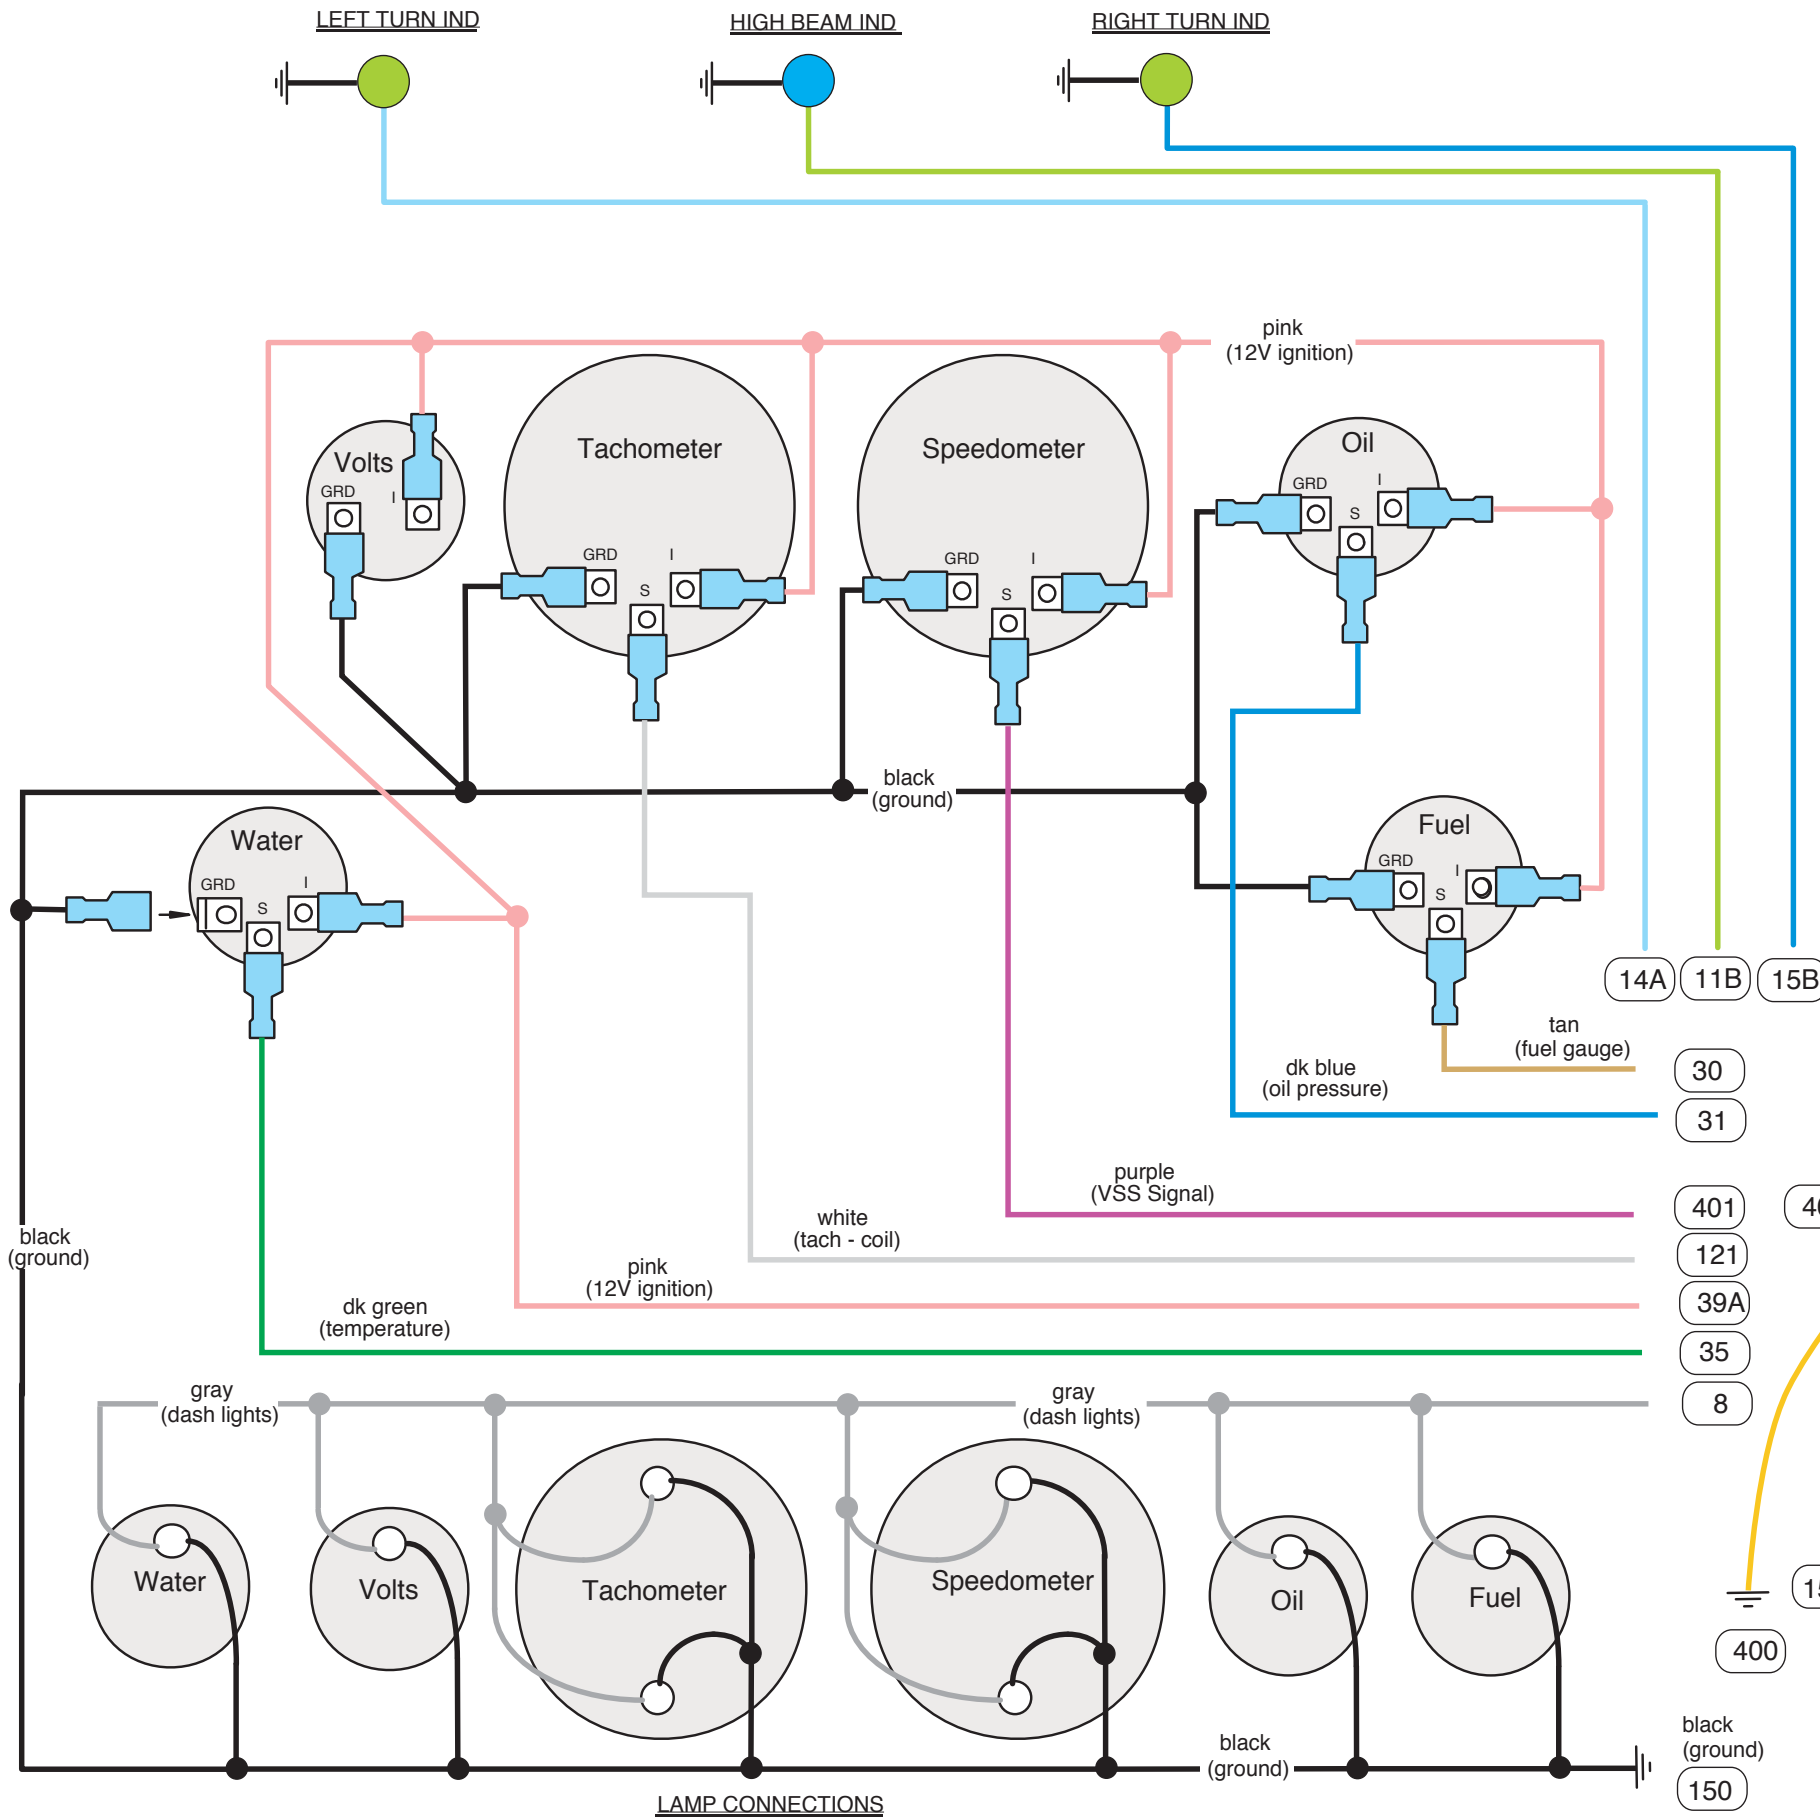 LEFT TURN IND
HIGH BEAM IND
RIGHT TURN IND
pink
(12V ignition)
Volts
GRD
I
Tachometer
GRD
I
S
Speedometer
GRD
I
S
Oil
GRD
I
S
black
(ground)
Water
GRD
I
S
Fuel
GRD
I
S
14A
11B
15B
tan
(fuel gauge)
30
dk blue
(oil pressure)
31
purple
(VSS Signal)
401
white
(tach - coil)
121
black
(ground)
pink
(12V ignition)
39A
dk green
(temperature)
35
gray
(dash lights)
gray
(dash lights)
8
Water
Volts
Tachometer
Speedometer
Oil
Fuel
400
black
(ground)
black
(ground)
150
LAMP CONNECTIONS